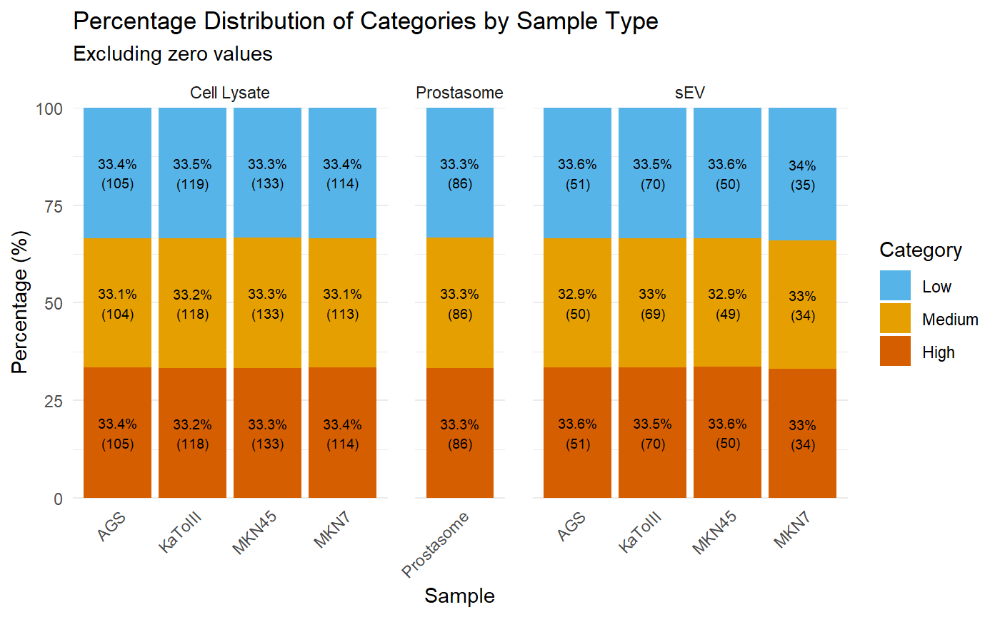 Percentage Distribution of Categories by Sample Type
Excluding zero values
Cell Lysate
Prostasome
sEV
Percentage (%)
100
75
50
25
0
33.4%
(105)
33.5%
(119)
33.3%
(133)
33.4%
(114)
33.3%
(86)
33.6%
(51)
33.5%
(70)
33.6%
(50)
34%
(35)
33.1%
(104)
33.2%
(118)
33.3%
(133)
33.1%
(113)
33.3%
(86)
32.9%
(50)
33%
(69)
32.9%
(49)
33%
(34)
33.4%
(105)
33.2%
(118)
33.3%
(133)
33.4%
(114)
33.3%
(86)
33.6%
(51)
33.5%
(70)
33.6%
(50)
33%
(34)
AGS
KaToIII
MKN45
MKN7
Prostasome
AGS
KaToIII
MKN45
MKN7
Sample
Category
Low
Medium
High